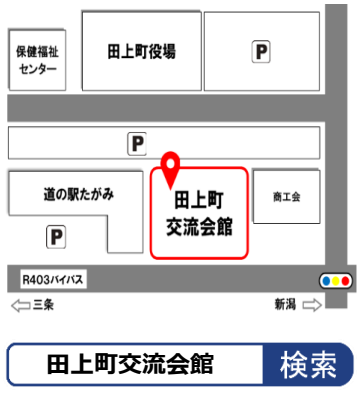 保健福祉
センター
田上町役場
P
P
道の駅たがみ
P
田上町
交流会館
商工会
R403バイパス
三条
新潟
田上町交流会館
検索